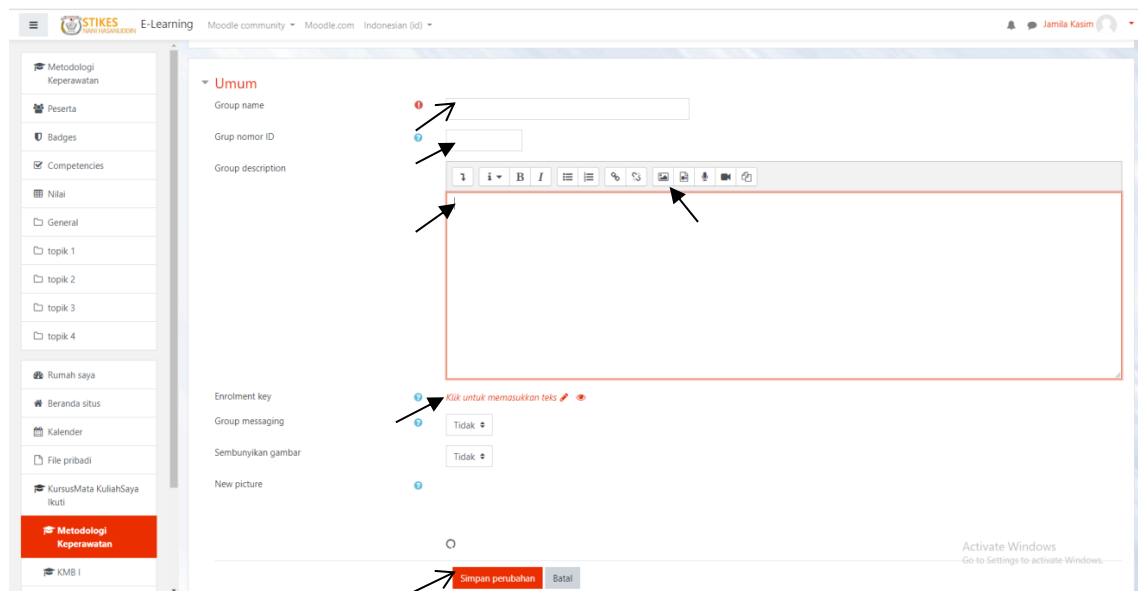 STIKES
NANI HASANUDDIN
E-Learning Moodle community Moodle.com Indonesian (id) Jamila Kasim
Metodologi
Keperawatan
Peserta
Badges
Competencies
Nilai
General
topik 1
topik 2
topik 3
topik 4
Rumah saya
Beranda situs
Kalender
File pribadi
KursusMata KuliahSaya
Ikuti
Metodologi
Keperawatan
KMB I
Umum
Group name
Grup nomor ID
Group description
i B I
Enrolment key Klik untuk memasukkan teks
Group messaging Tidak
Sembunyikan gambar Tidak
New picture
Activate Windows
Go to Settings to activate Windows.
Simpan perubahan Batal